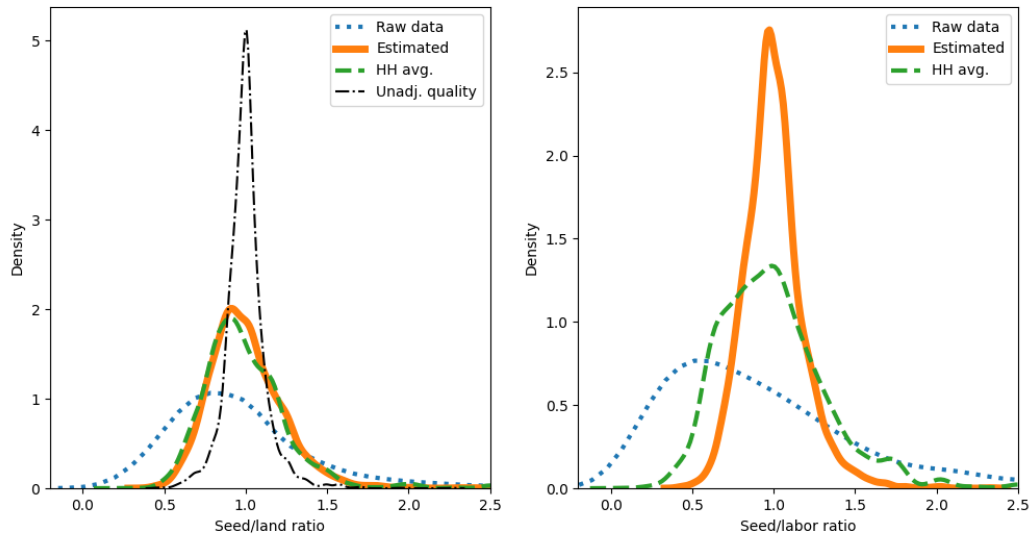 Raw data
Estimated
HH avg.
Unadj. quality
5
4
3
2
1
0
Density
0.0 0.5 1.0 1.5 2.0 2.5
Seed/land ratio
Raw data
Estimated
HH avg.
2.5
2.0
1.5
1.0
0.5
0.0
Density
0.0 0.5 1.0 1.5 2.0 2.5
Seed/labor ratio